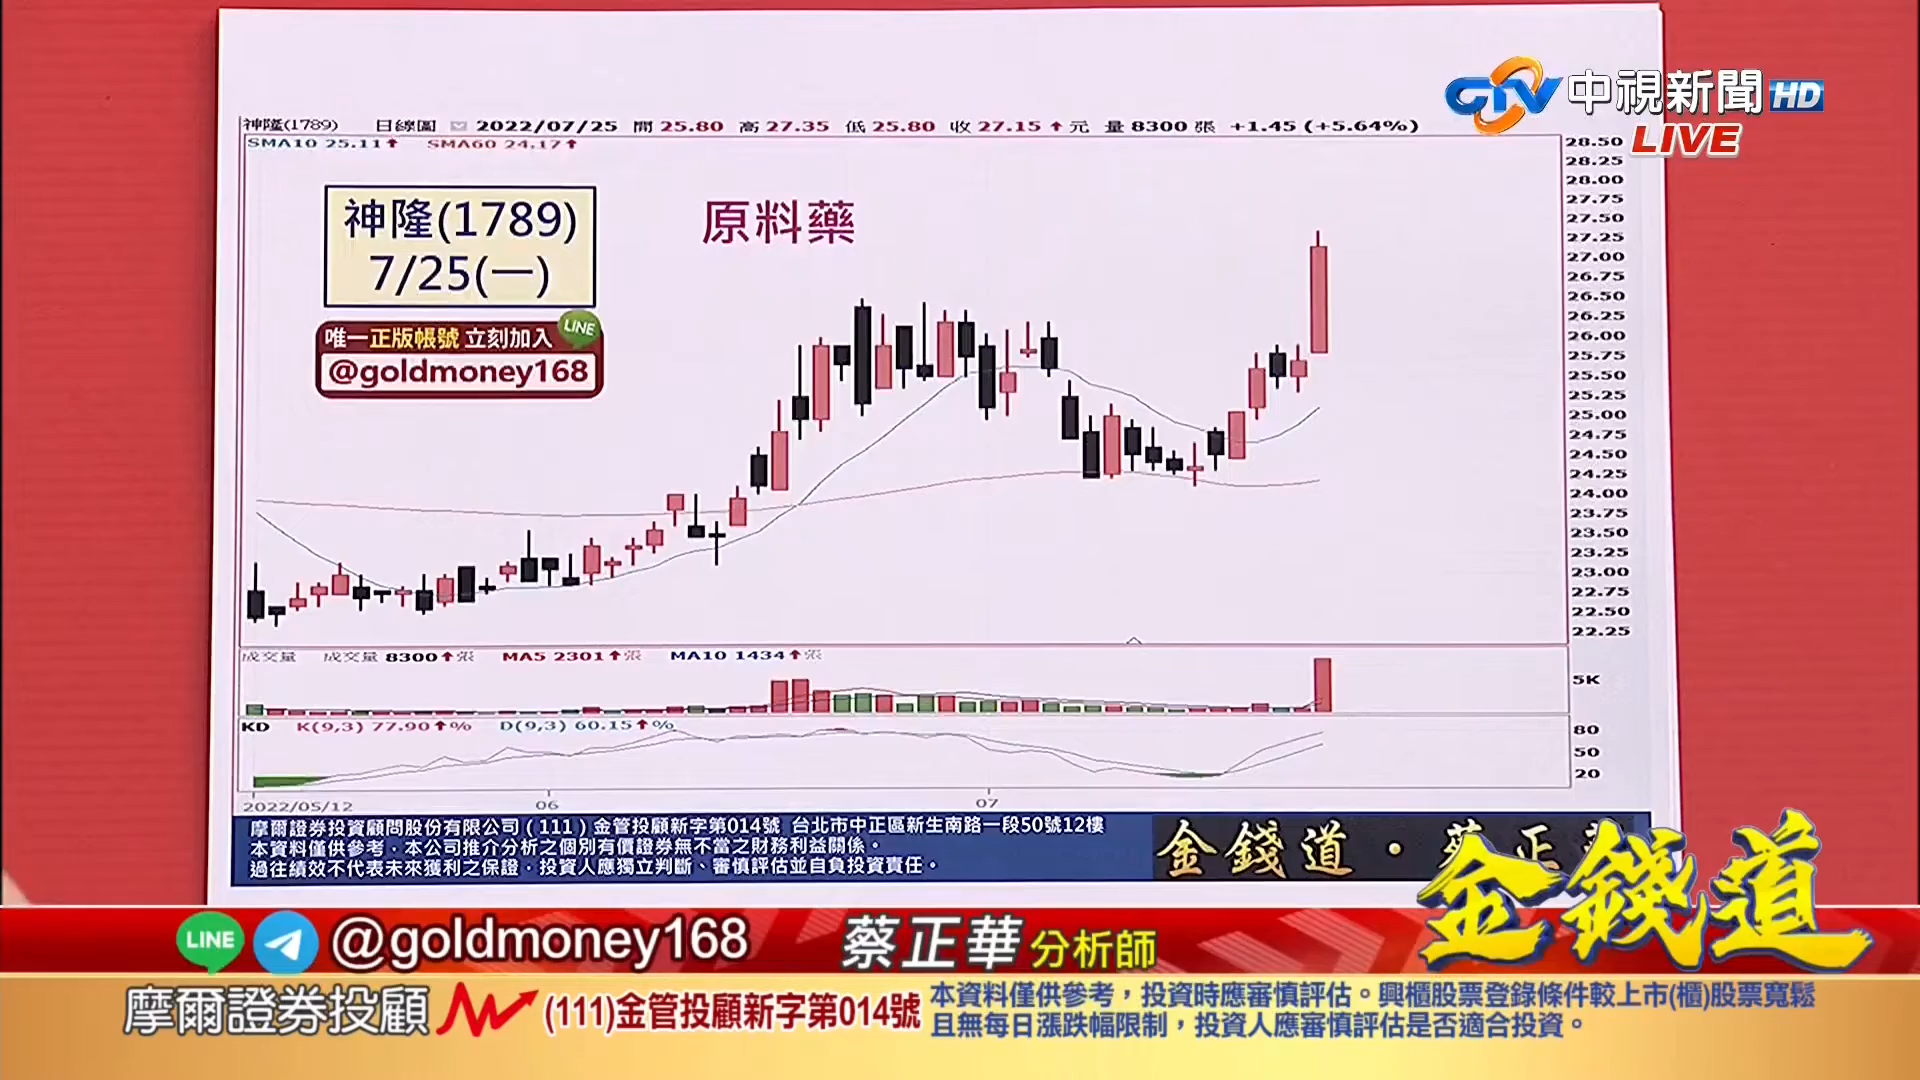 CTV 中視新聞 HD
LIVE
神隆(1789) 日線圖 2022/07/25 開 25.80 高 27.35 低 25.80 收 27.15 ↑ 元 量 8300 張 +1.45 (+5.64%)
SMA10 25.11↑ SMA60 24.17↑
神隆(1789)
7/25(一)
原料藥
唯一正版帳號 立刻加入 LINE
@goldmoney168
28.50
28.25
28.00
27.75
27.50
27.25
27.00
26.75
26.50
26.25
26.00
25.75
25.50
25.25
25.00
24.75
24.50
24.25
24.00
23.75
23.50
23.25
23.00
22.75
22.50
22.25
成交量 成交量 8300↑張 MA5 2301↑張 MA10 1434↑張
5K
KD K(9,3) 77.90↑% D(9,3) 60.15↑%
80
50
20
2022/05/12 06 07
摩爾證券投資顧問股份有限公司(111)金管投顧新字第014號 台北市中正區新生南路一段50號12樓
本資料僅供參考，本公司推介分析之個別有價證券無不當之財務利益關係。
過往績效不代表未來獲利之保證，投資人應獨立判斷、審慎評估並自負投資責任。
金錢道・蔡正
金錢道
LINE @goldmoney168 蔡正華 分析師
摩爾證券投顧 (111)金管投顧新字第014號
本資料僅供參考，投資時應審慎評估。興櫃股票登錄條件較上市(櫃)股票寬鬆
且無每日漲跌幅限制，投資人應審慎評估是否適合投資。